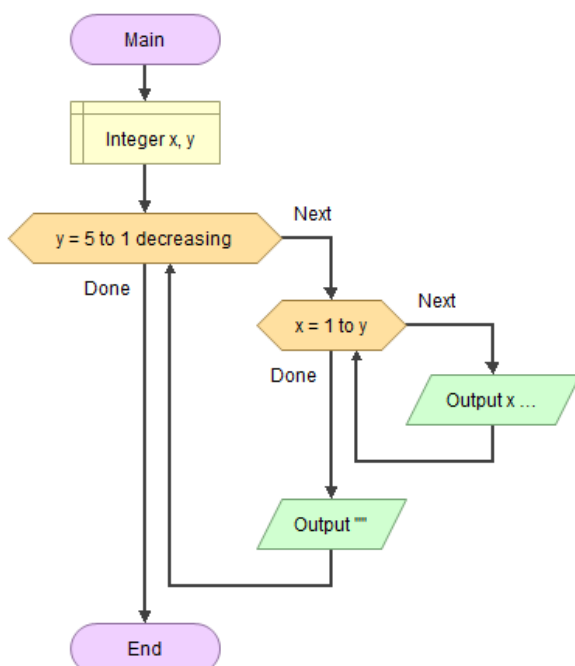 Main
Integer x, y
y = 5 to 1 decreasing
Next
Done
x = 1 to y
Next
Done
Output x ...
Output ""
End